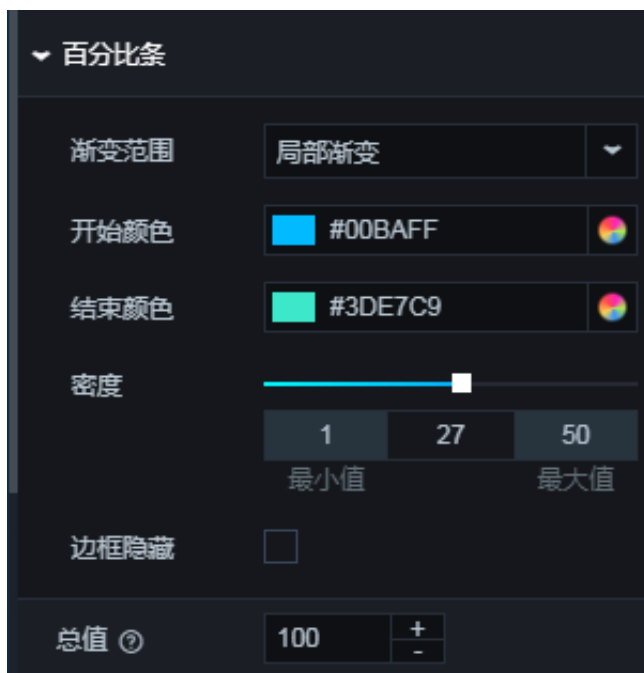 百分比条
渐变范围 局部渐变
开始颜色 #00BAFF
结束颜色 #3DE7C9
密度
1 27 50
最小值 最大值
边框隐藏
总值 ? 100 + -